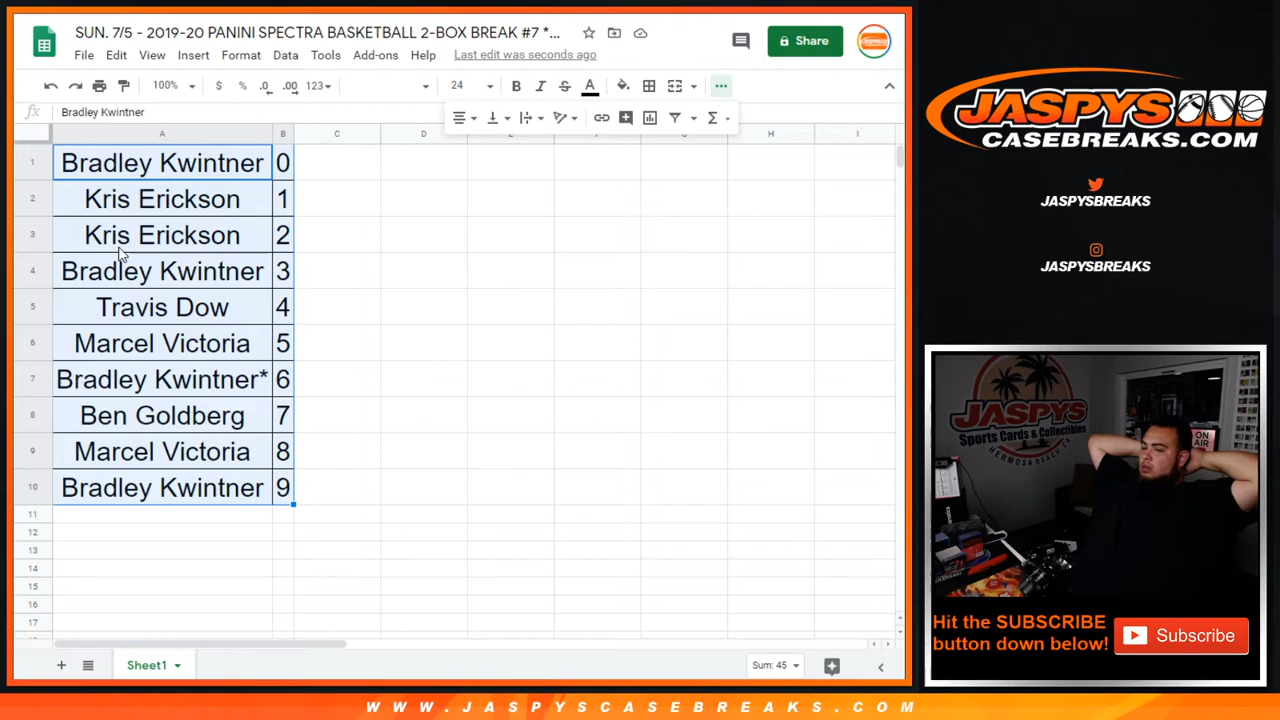 SUN. 7/5 - 2019-20 PANINI SPECTRA BASKETBALL 2-BOX BREAK #7 *...
File Edit View Insert Format Data Tools Add-ons Help Last edit was seconds ago
Share
100% $ % .0 .00 123 24 B I S A
fx Bradley Kwintner
A B C D H I
1 Bradley Kwintner 0
2 Kris Erickson 1
3 Kris Erickson 2
4 Bradley Kwintner 3
5 Travis Dow 4
6 Marcel Victoria 5
7 Bradley Kwintner* 6
8 Ben Goldberg 7
9 Marcel Victoria 8
10 Bradley Kwintner 9
11
12
13
14
15
16
17
Sheet1
Sum: 45
JASPYS
CASEBREAKS.COM
JASPYSBREAKS
JASPYSBREAKS
JASPYS
Sports Cards & Collectibles
HERMOSA BEACH, CA
ON
AIR
Hit the SUBSCRIBE
button down below!
Subscribe
WWW.JASPYSCASEBREAKS.COM